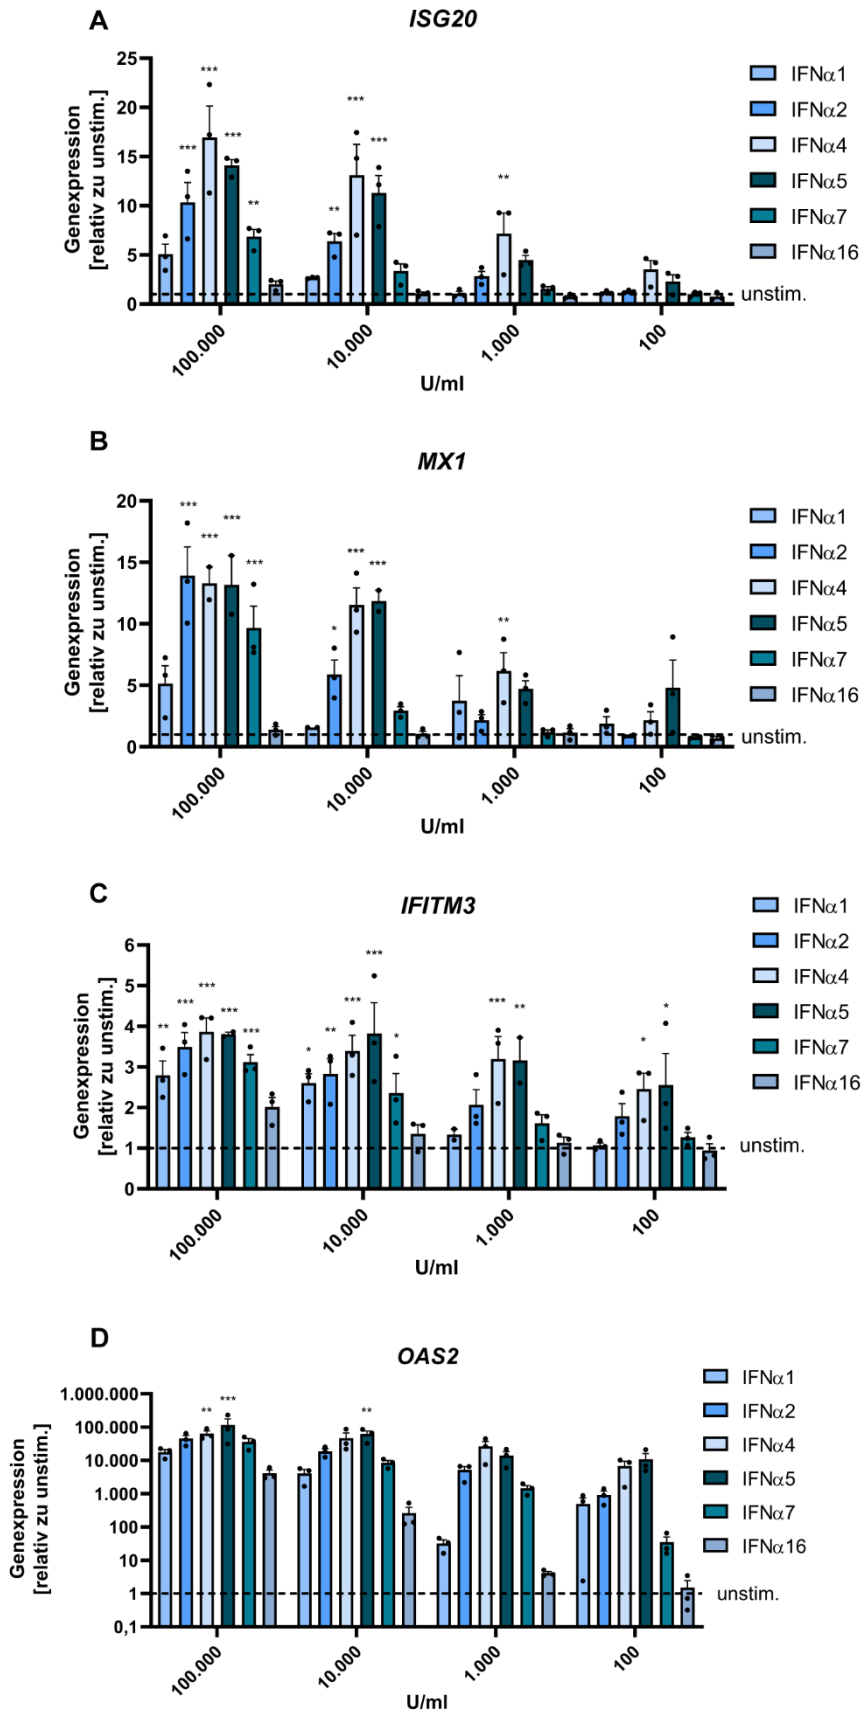 A
ISG20
Genexpression
[relativ zu unstim.]
25
20
15
10
5
0
*** *** *** *** **
** *** ***
**
100.000 10.000 1.000 100
U/ml
unstim.
IFNα1
IFNα2
IFNα4
IFNα5
IFNα7
IFNα16
B
MX1
Genexpression
[relativ zu unstim.]
20
15
10
5
0
*** *** *** ***
* *** ***
**
100.000 10.000 1.000 100
U/ml
unstim.
IFNα1
IFNα2
IFNα4
IFNα5
IFNα7
IFNα16
C
IFITM3
Genexpression
[relativ zu unstim.]
6
5
4
3
2
1
0
** *** *** *** ***
* ** *** *** *
*** **
* *
100.000 10.000 1.000 100
U/ml
unstim.
IFNα1
IFNα2
IFNα4
IFNα5
IFNα7
IFNα16
D
OAS2
Genexpression
[relativ zu unstim.]
1.000.000
100.000
10.000
1.000
100
10
1
0,1
** ***
**
100.000 10.000 1.000 100
U/ml
unstim.
IFNα1
IFNα2
IFNα4
IFNα5
IFNα7
IFNα16